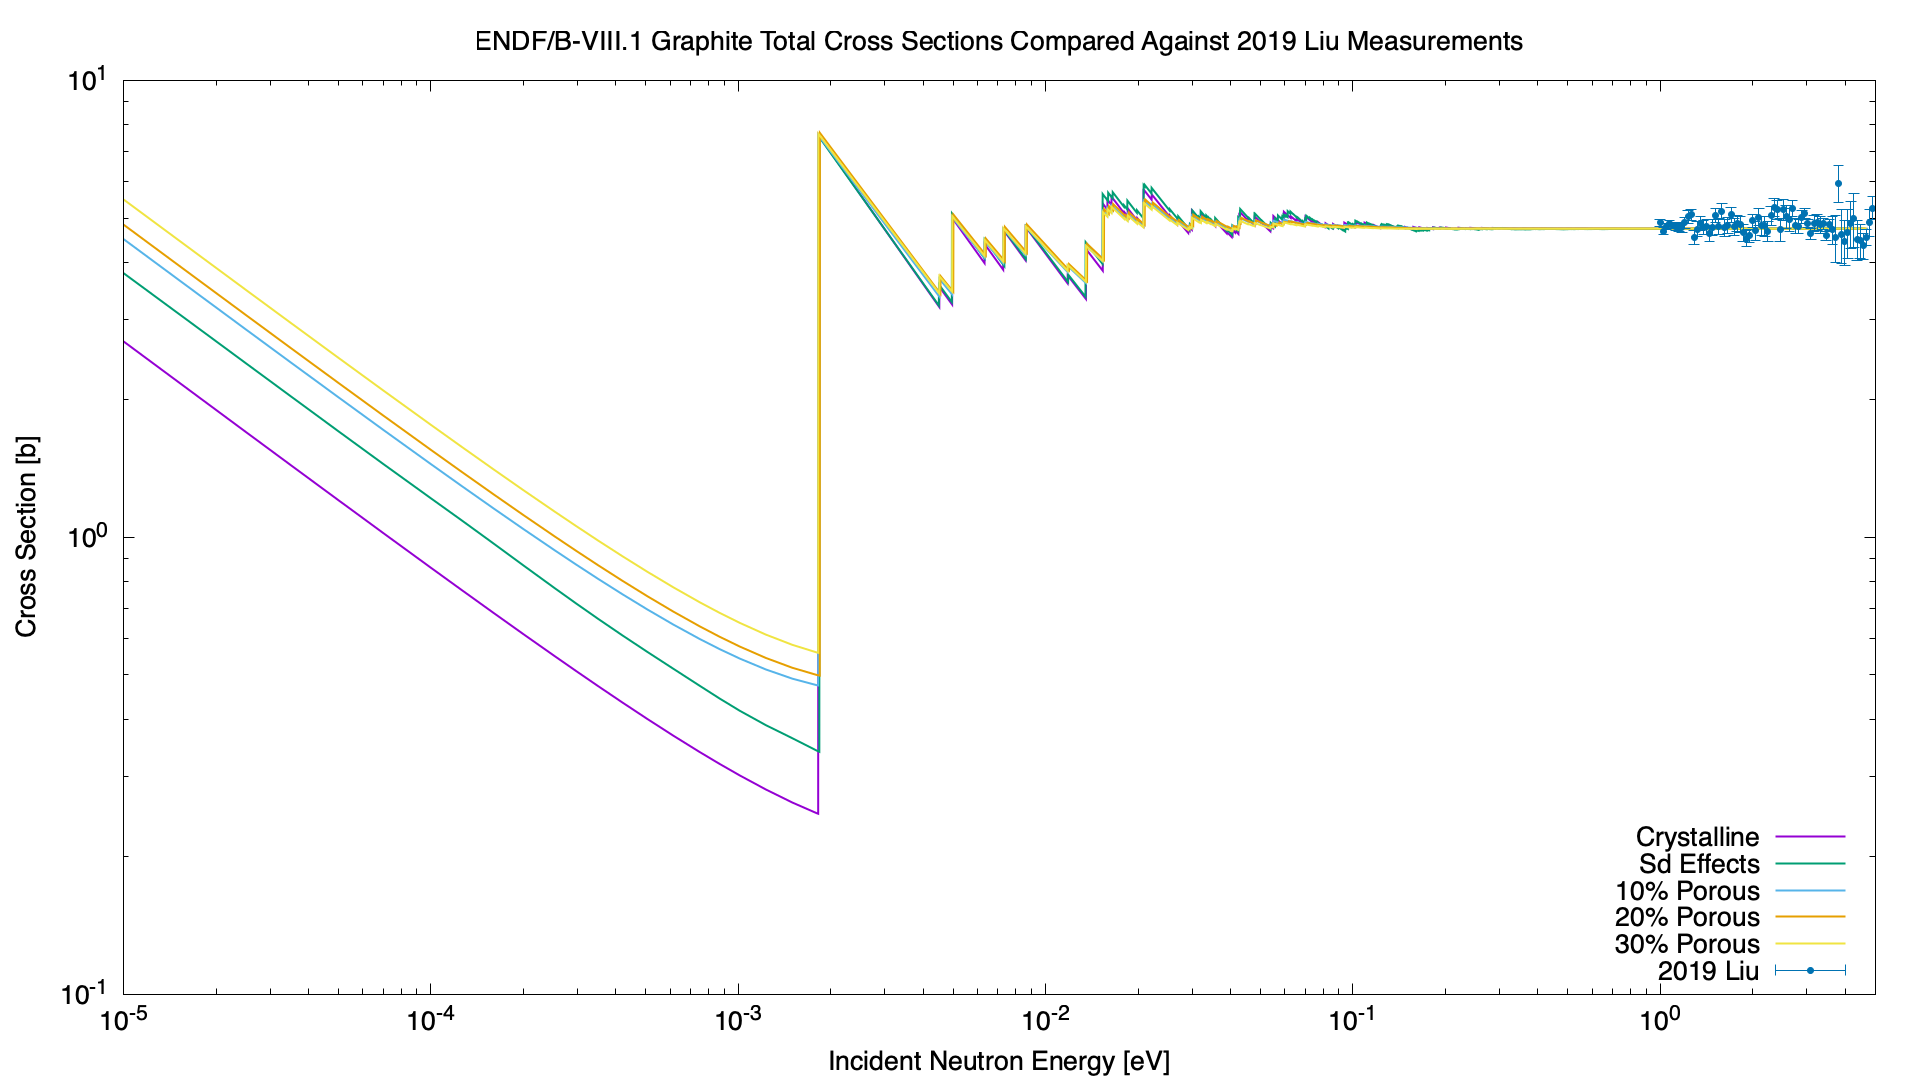 ENDF/B-VIII.1 Graphite Total Cross Sections Compared Against 2019 Liu Measurements
10^1
10^0
10^-1
Cross Section [b]
Crystalline
Sd Effects
10% Porous
20% Porous
30% Porous
2019 Liu
10^-5 10^-4 10^-3 10^-2 10^-1 10^0
Incident Neutron Energy [eV]